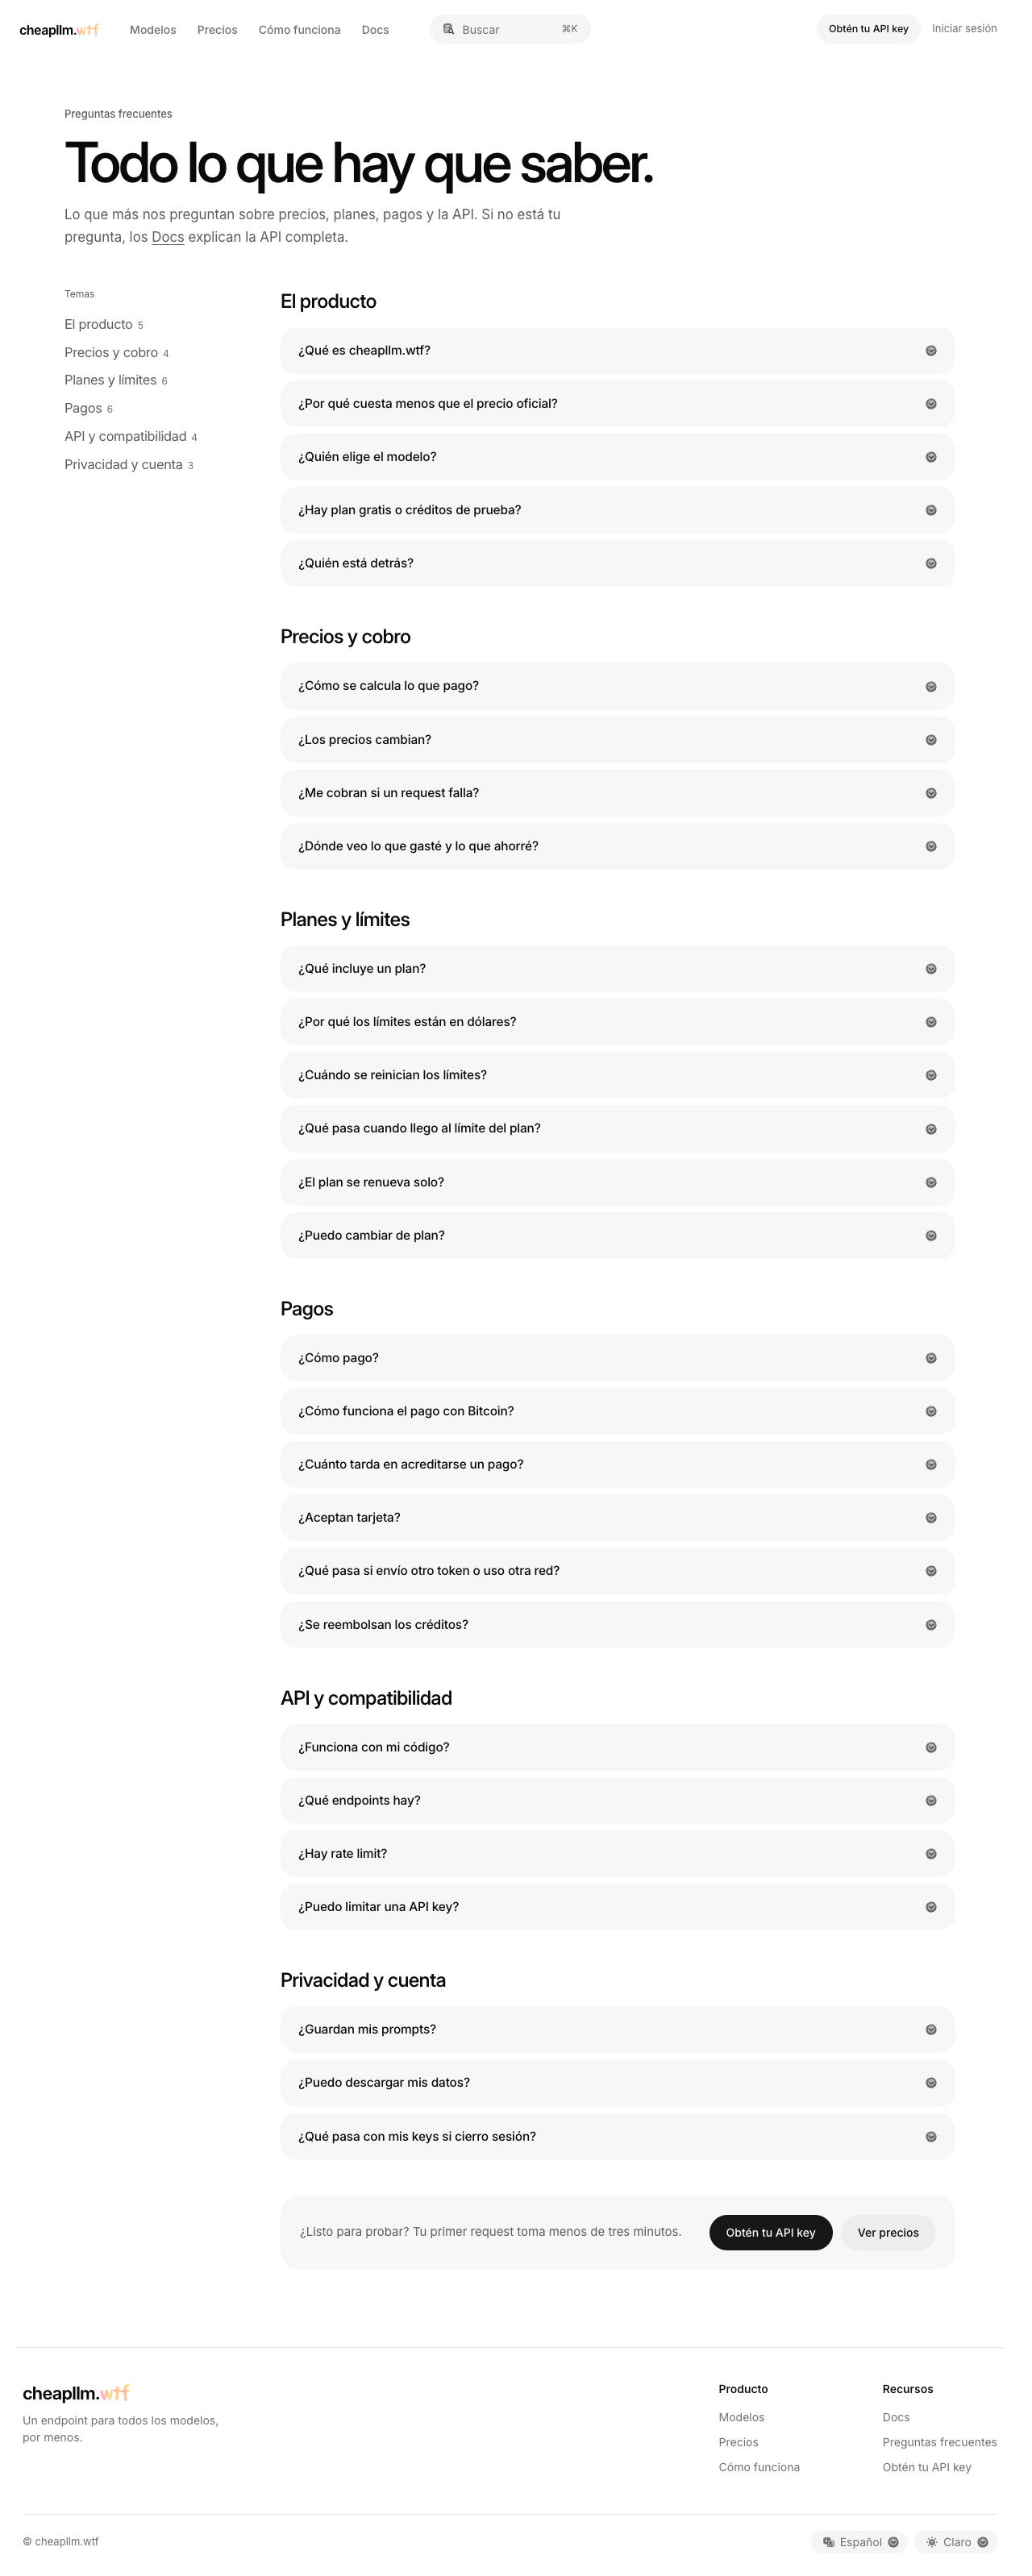 cheapllm.wtf
Modelos
Precios
Cómo funciona
Docs
Buscar
⌘K
Obtén tu API key
Iniciar sesión
Preguntas frecuentes
Todo lo que hay que saber.
Lo que más nos preguntan sobre precios, planes, pagos y la API. Si no está tu
pregunta, los Docs explican la API completa.
Temas
El producto 5
Precios y cobro 4
Planes y límites 6
Pagos 6
API y compatibilidad 4
Privacidad y cuenta 3
El producto
¿Qué es cheapllm.wtf?
¿Por qué cuesta menos que el precio oficial?
¿Quién elige el modelo?
¿Hay plan gratis o créditos de prueba?
¿Quién está detrás?
Precios y cobro
¿Cómo se calcula lo que pago?
¿Los precios cambian?
¿Me cobran si un request falla?
¿Dónde veo lo que gasté y lo que ahorré?
Planes y límites
¿Qué incluye un plan?
¿Por qué los límites están en dólares?
¿Cuándo se reinician los límites?
¿Qué pasa cuando llego al límite del plan?
¿El plan se renueva solo?
¿Puedo cambiar de plan?
Pagos
¿Cómo pago?
¿Cómo funciona el pago con Bitcoin?
¿Cuánto tarda en acreditarse un pago?
¿Aceptan tarjeta?
¿Qué pasa si envío otro token o uso otra red?
¿Se reembolsan los créditos?
API y compatibilidad
¿Funciona con mi código?
¿Qué endpoints hay?
¿Hay rate limit?
¿Puedo limitar una API key?
Privacidad y cuenta
¿Guardan mis prompts?
¿Puedo descargar mis datos?
¿Qué pasa con mis keys si cierro sesión?
¿Listo para probar? Tu primer request toma menos de tres minutos.
Obtén tu API key
Ver precios
cheapllm.wtf
Un endpoint para todos los modelos,
por menos.
Producto
Modelos
Precios
Cómo funciona
Recursos
Docs
Preguntas frecuentes
Obtén tu API key
© cheapllm.wtf
Español
Claro